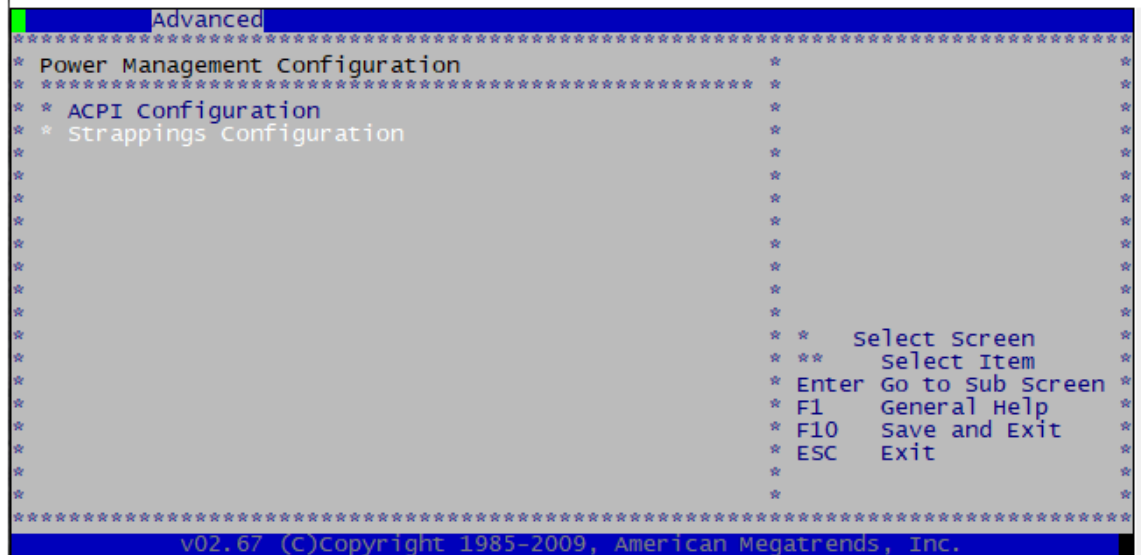 Advanced
*******************************************************************************
* Power Management Configuration * *
* *************************************************** * *
* * ACPI Configuration * *
* * Strappings Configuration * *
* * *
* * *
* * *
* * *
* * *
* * *
* * *
* * *
* * * Select Screen *
* * ** Select Item *
* * Enter Go to Sub Screen *
* * F1 General Help *
* * F10 Save and Exit *
* * ESC Exit *
* * *
* * *
*******************************************************************************
v02.67 (C)Copyright 1985-2009, American Megatrends, Inc.